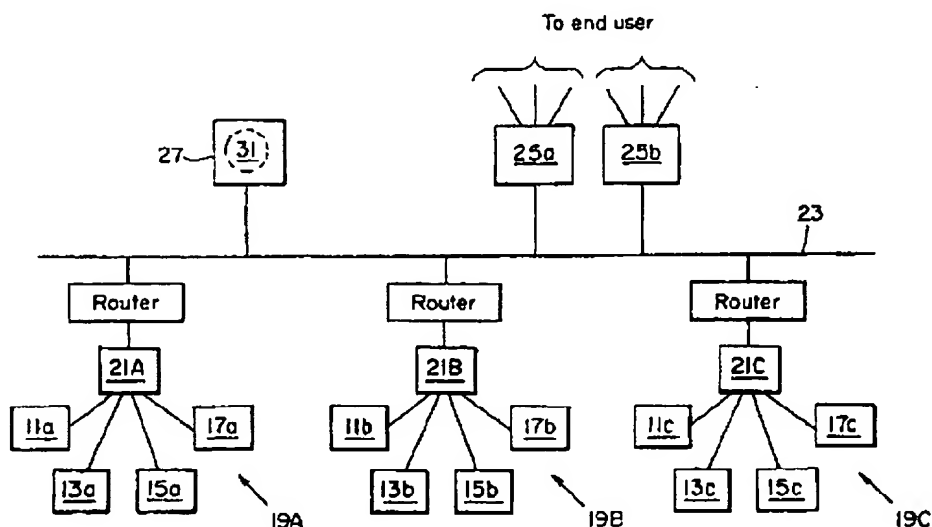 To end user
27
31
25a
25b
23
Router
Router
Router
21A
21B
21C
11a
17a
11b
17b
11c
17c
13a
15a
13b
15b
13c
15c
19A
19B
19C